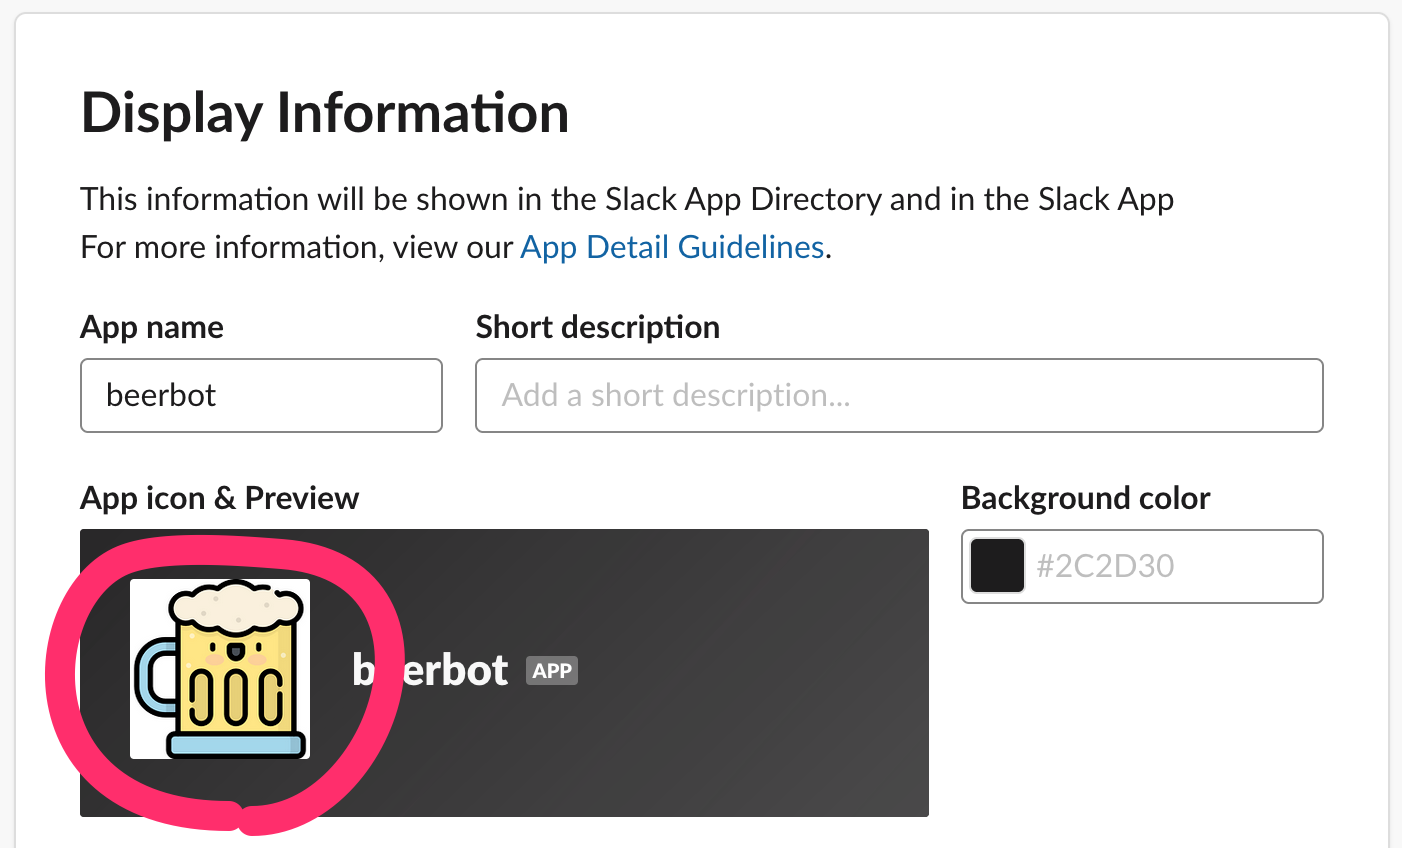 Display Information
This information will be shown in the Slack App Directory and in the Slack App
For more information, view our App Detail Guidelines.
App name
Short description
beerbot
Add a short description...
App icon & Preview
Background color
#2C2D30
beerbot APP